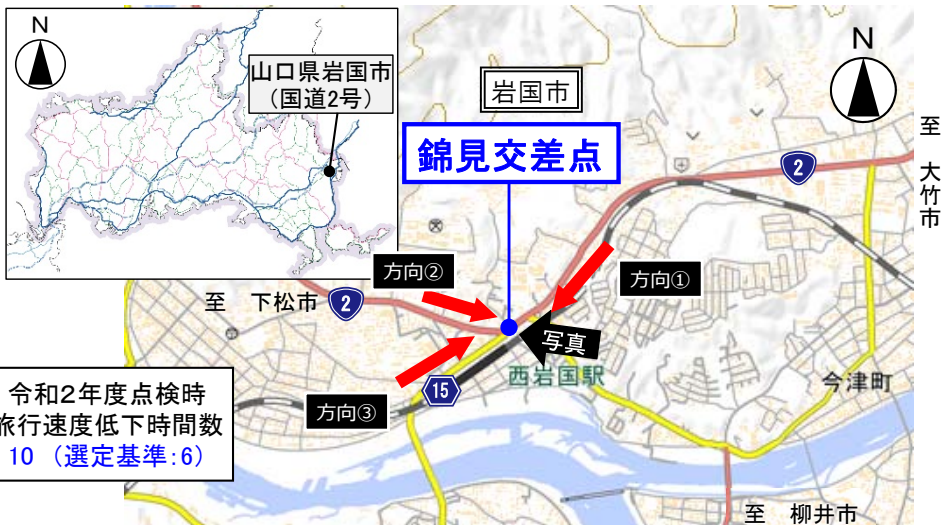 N
山口県岩国市
（国道2号）
岩国市
N
至 大竹市
錦見交差点
2
方向②
方向①
至 下松市
2
写真
西岩国駅
15
今津町
方向③
令和2年度点検時
旅行速度低下時間数
10 （選定基準:6）
至 柳井市